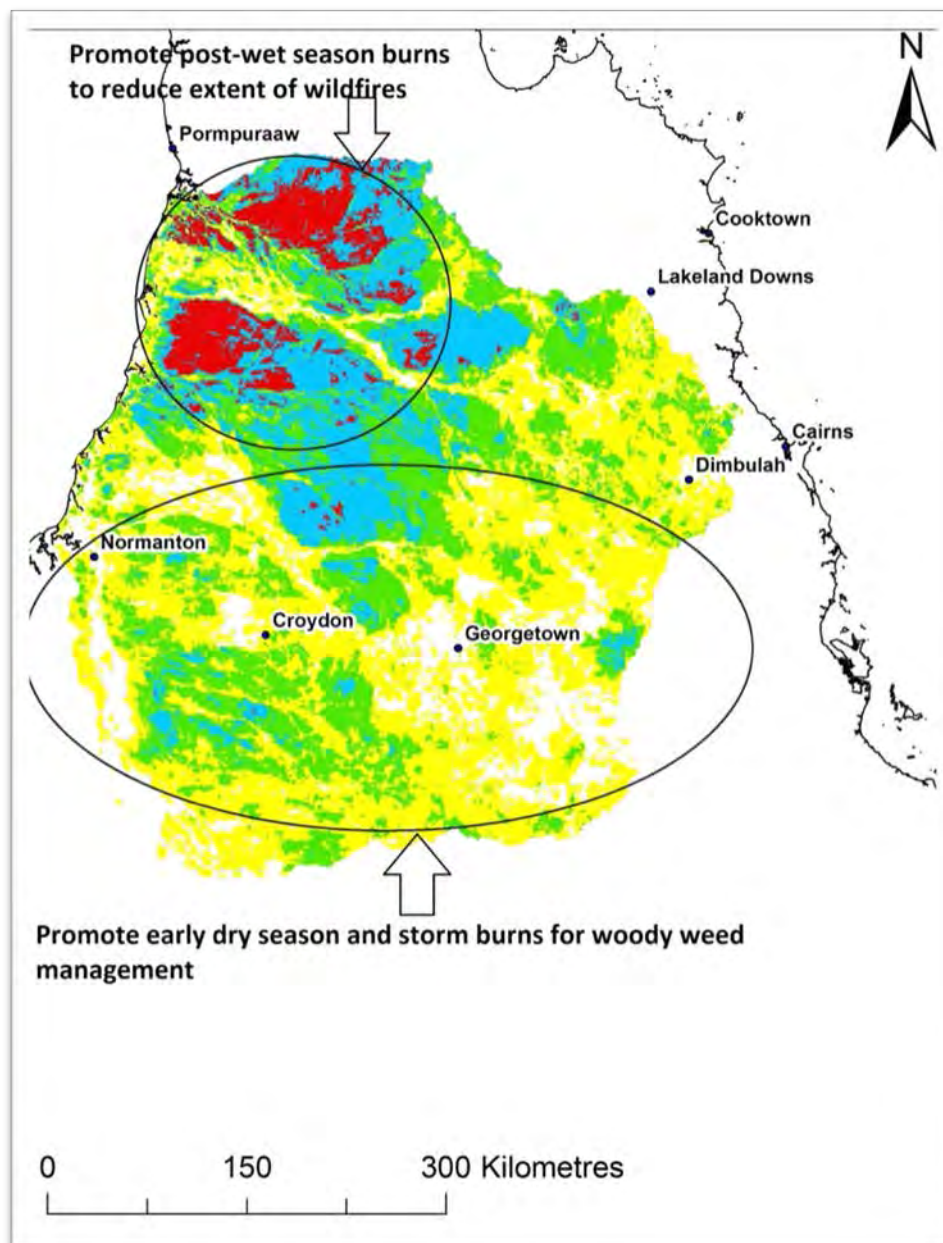 Promote post-wet season burns
to reduce extent of wildfires
N
Pormpuraaw
Cooktown
Lakeland Downs
Cairns
Dimbulah
Normanton
Croydon
Georgetown
Promote early dry season and storm burns for woody weed
management
0 150 300 Kilometres